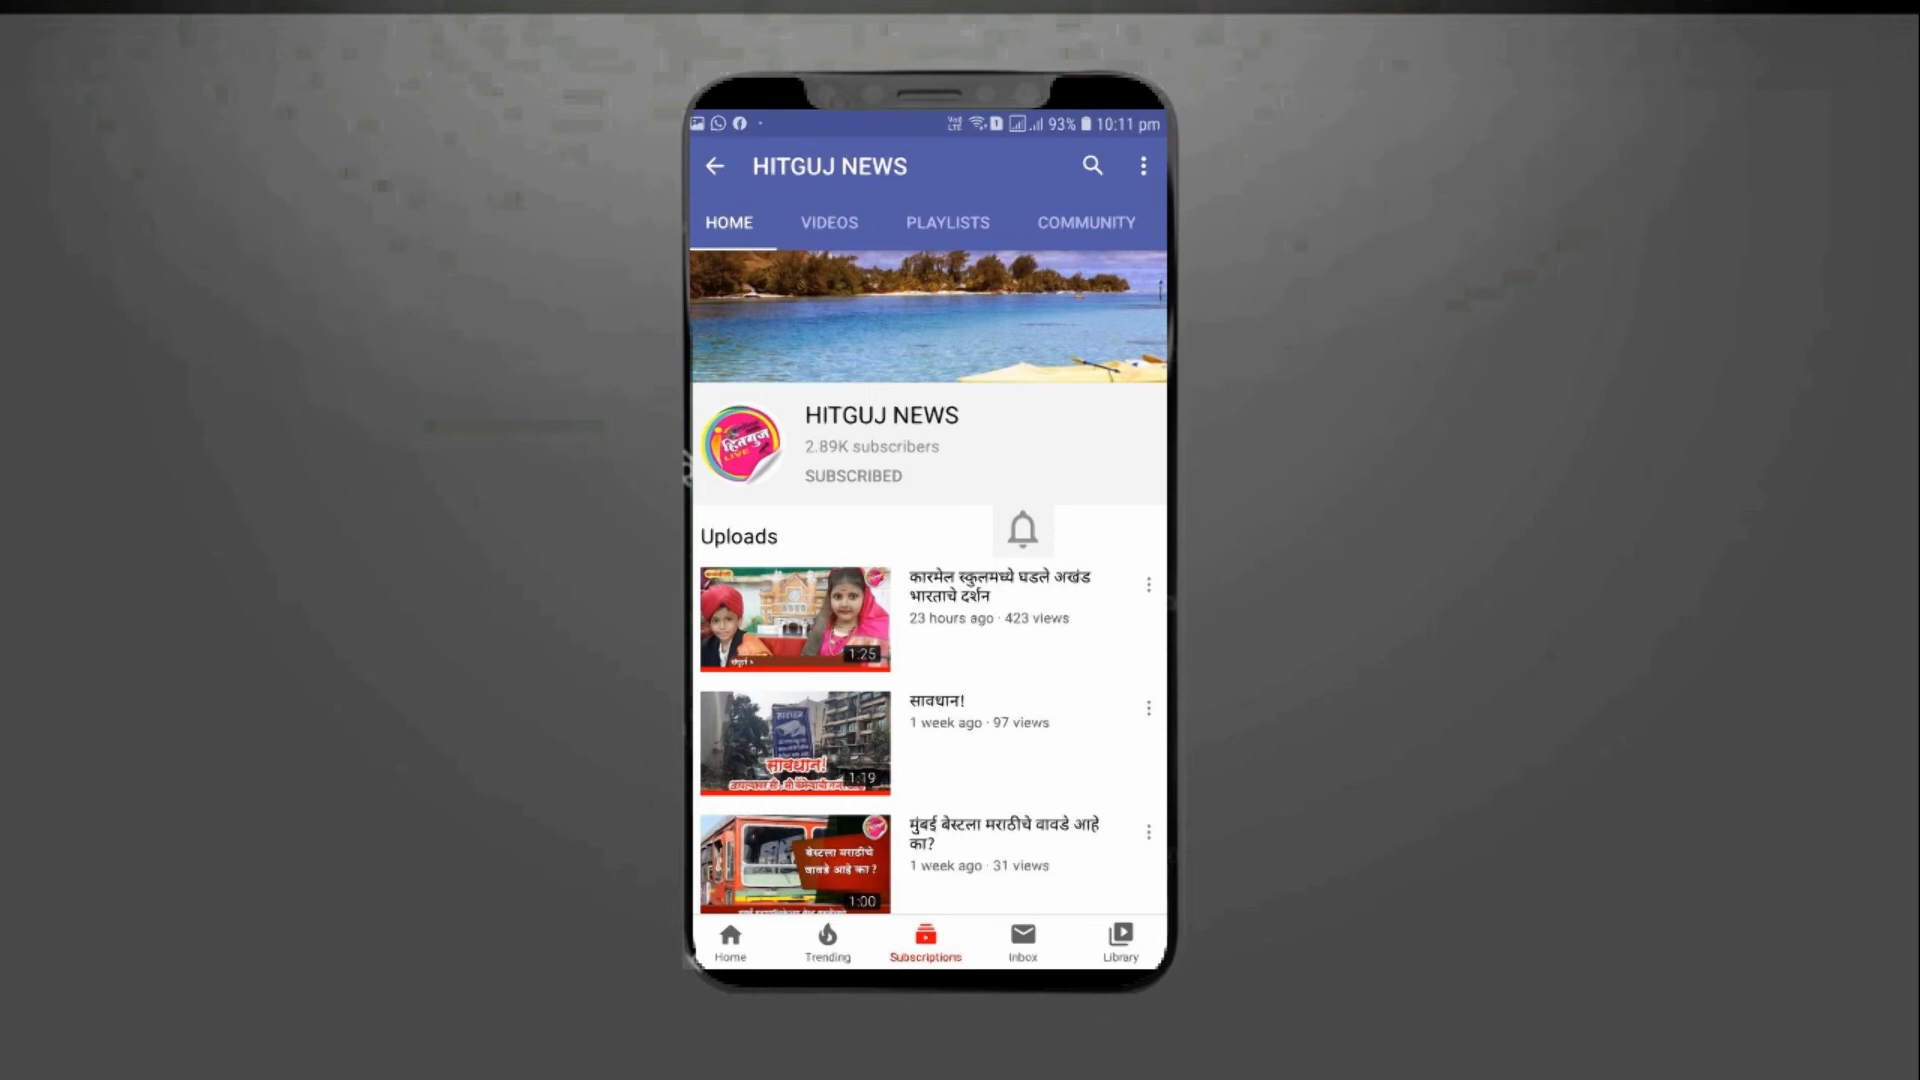 93% 10:11 pm
HITGUJ NEWS
HOME VIDEOS PLAYLISTS COMMUNITY
हितगुज
LIVE
HITGUJ NEWS
2.89K subscribers
SUBSCRIBED
Uploads
कारमेल स्कुलमध्ये घडले अखंड
भारताचे दर्शन
23 hours ago · 423 views
1:25
सावधान!
1 week ago · 97 views
सावधान!
1:19
मुंबई बेस्टला मराठीचे वावडे आहे
का?
1 week ago · 31 views
बेस्टला मराठीचे
वावडे आहे का ?
1:00
Home Trending Subscriptions Inbox Library